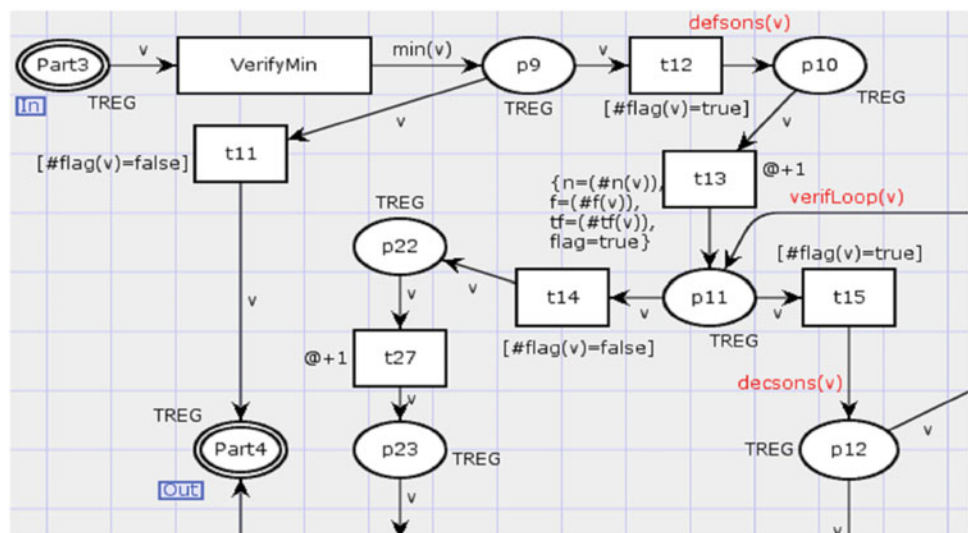 defsons(v)
v
min(v)
v
Part3
VerifyMin
p9
t12
p10
In
TREG
TREG
[#flag(v)=true]
TREG
v
v
[#flag(v)=false]
t11
t13
@+1
{n=(#n(v)),
f=(#f(v)),
tf=(#tf(v)),
flag=true}
verifLoop(v)
TREG
p22
[#flag(v)=true]
v
v
t14
v
p11
v
t15
v
TREG
[#flag(v)=false]
@+1
t27
decsons(v)
v
TREG
Part4
p23
TREG
TREG
p12
v
Out
v
v